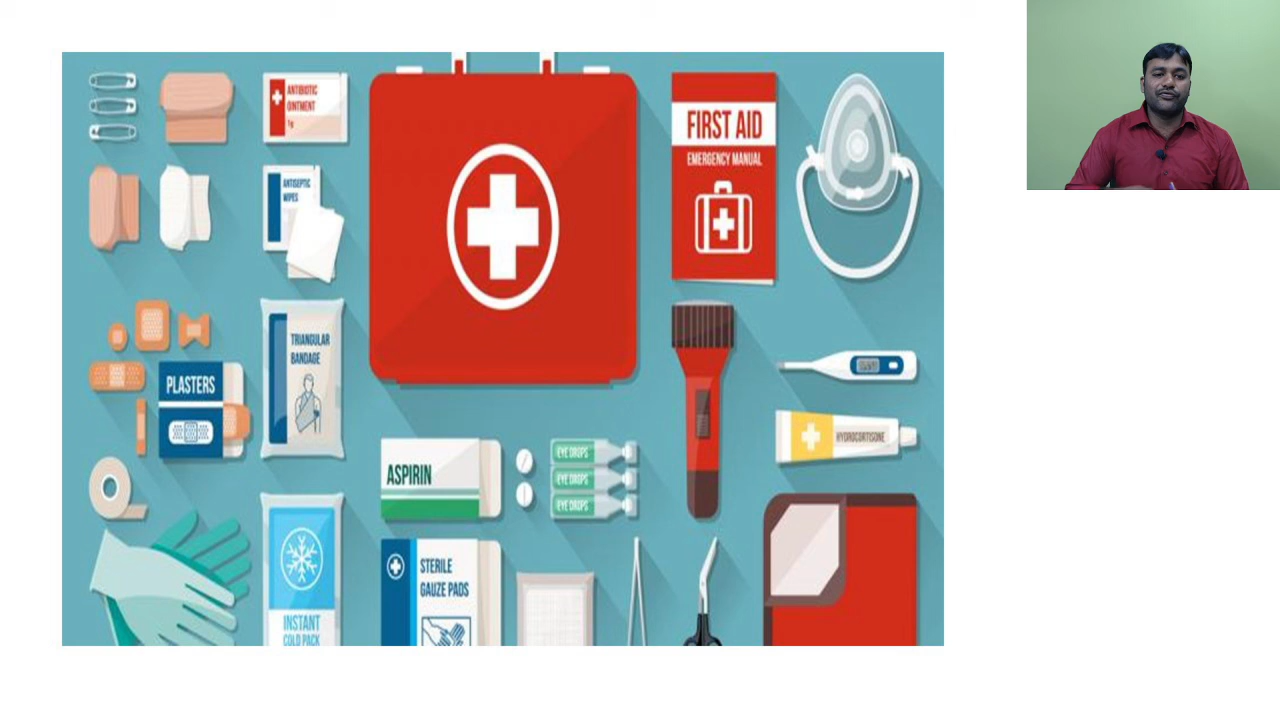 ANTIBIOTIC
OINTMENT
1g
ANTISEPTIC
WIPES
FIRST AID
EMERGENCY MANUAL
TRIANGULAR
BANDAGE
PLASTERS
HYDROCORTISONE
ASPIRIN
EYE DROPS
EYE DROPS
EYE DROPS
STERILE
GAUZE PADS
INSTANT
COLD PACK